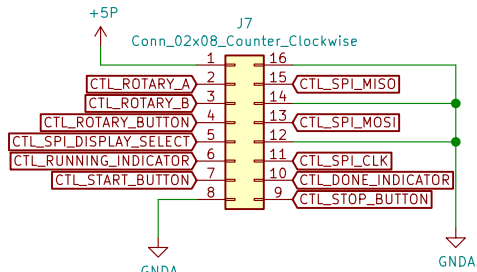 +5P
J7
Conn_02x08_Counter_Clockwise
1 16
CTL_ROTARY_A 2 15 CTL_SPI_MISO
CTL_ROTARY_B 3 14
CTL_ROTARY_BUTTON 4 13 CTL_SPI_MOSI
CTL_SPI_DISPLAY_SELECT 5 12
CTL_RUNNING_INDICATOR 6 11 CTL_SPI_CLK
CTL_START_BUTTON 7 10 CTL_DONE_INDICATOR
8 9 CTL_STOP_BUTTON
GNDA
GNDA